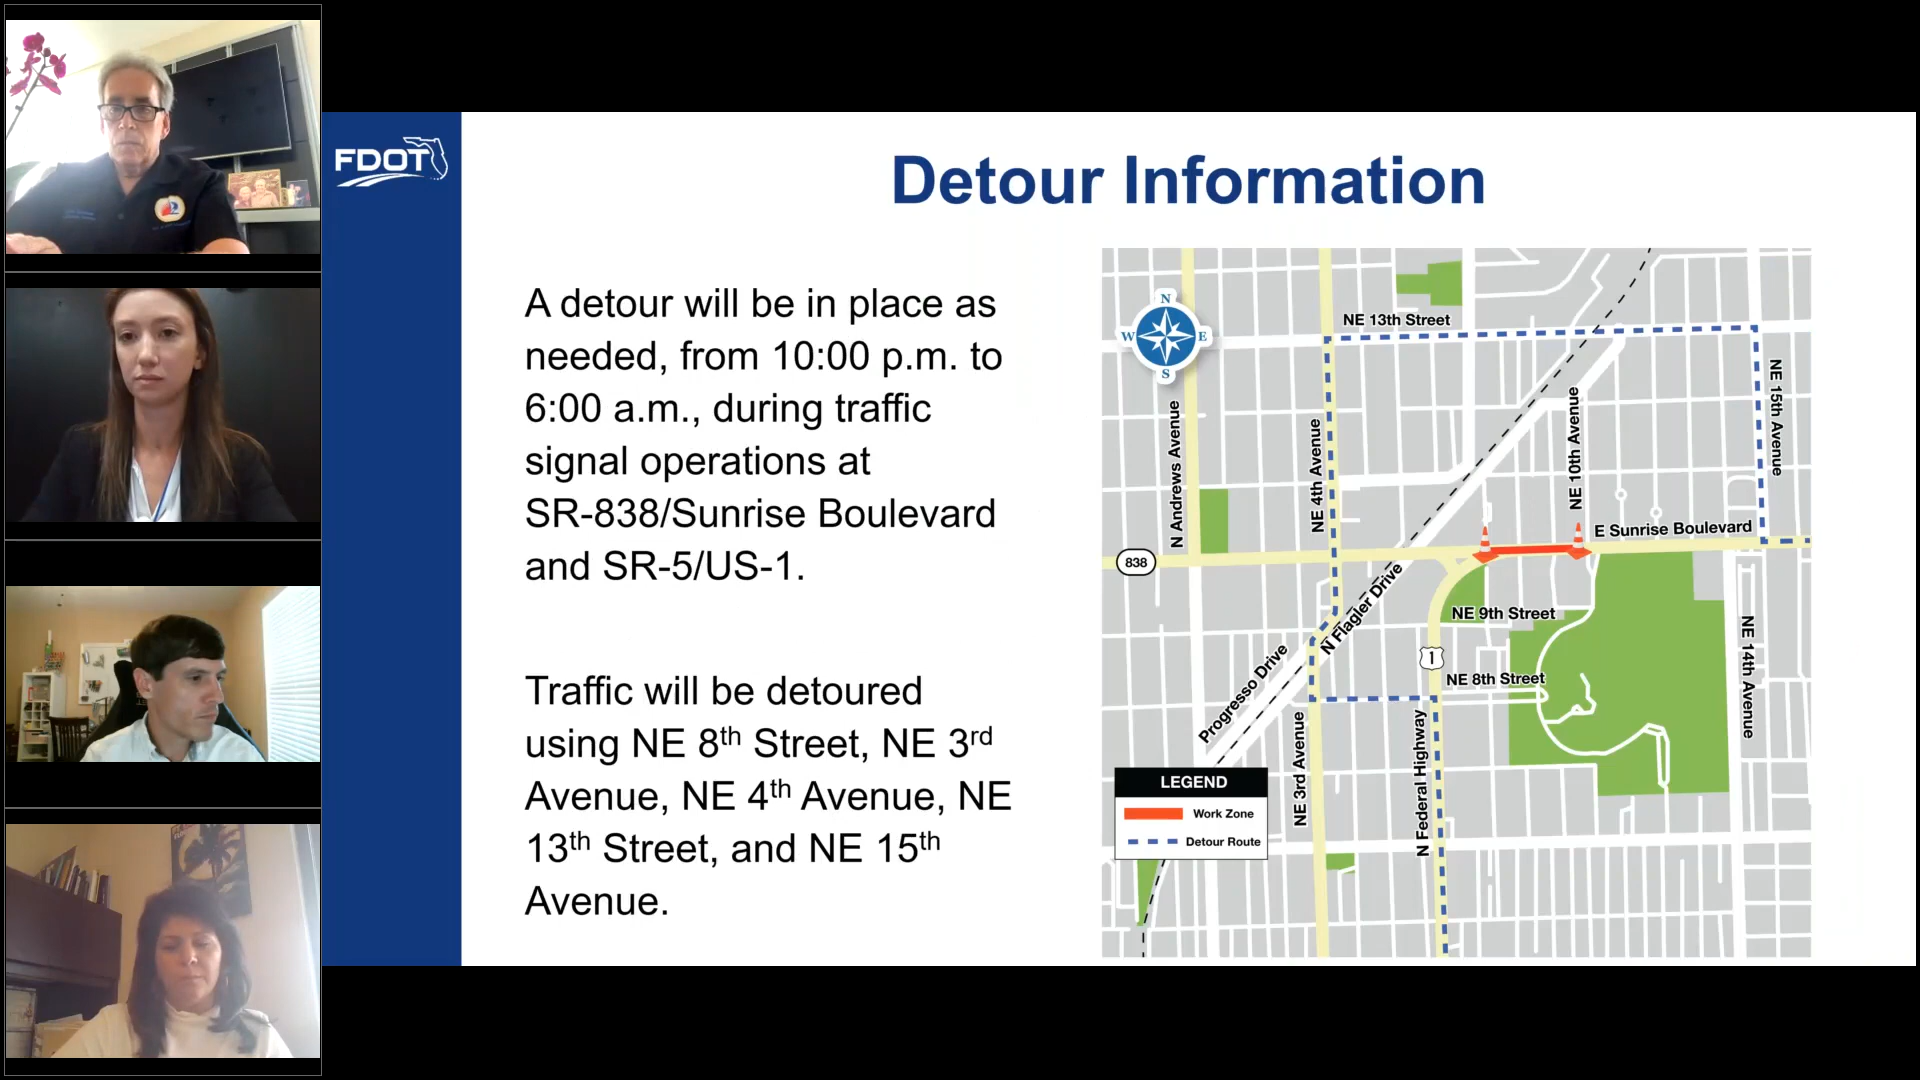 FDOT
Detour Information
A detour will be in place as
needed, from 10:00 p.m. to
6:00 a.m., during traffic
signal operations at
SR-838/Sunrise Boulevard
and SR-5/US-1.
Traffic will be detoured
using NE 8th Street, NE 3rd
Avenue, NE 4th Avenue, NE
13th Street, and NE 15th
Avenue.
N
W
E
S
NE 13th Street
NE 15th Avenue
NE 10th Avenue
N Andrews Avenue
NE 4th Avenue
E Sunrise Boulevard
838
N Flagler Drive
NE 9th Street
1
NE 8th Street
NE 14th Avenue
Progresso Drive
NE 3rd Avenue
N Federal Highway
LEGEND
Work Zone
Detour Route